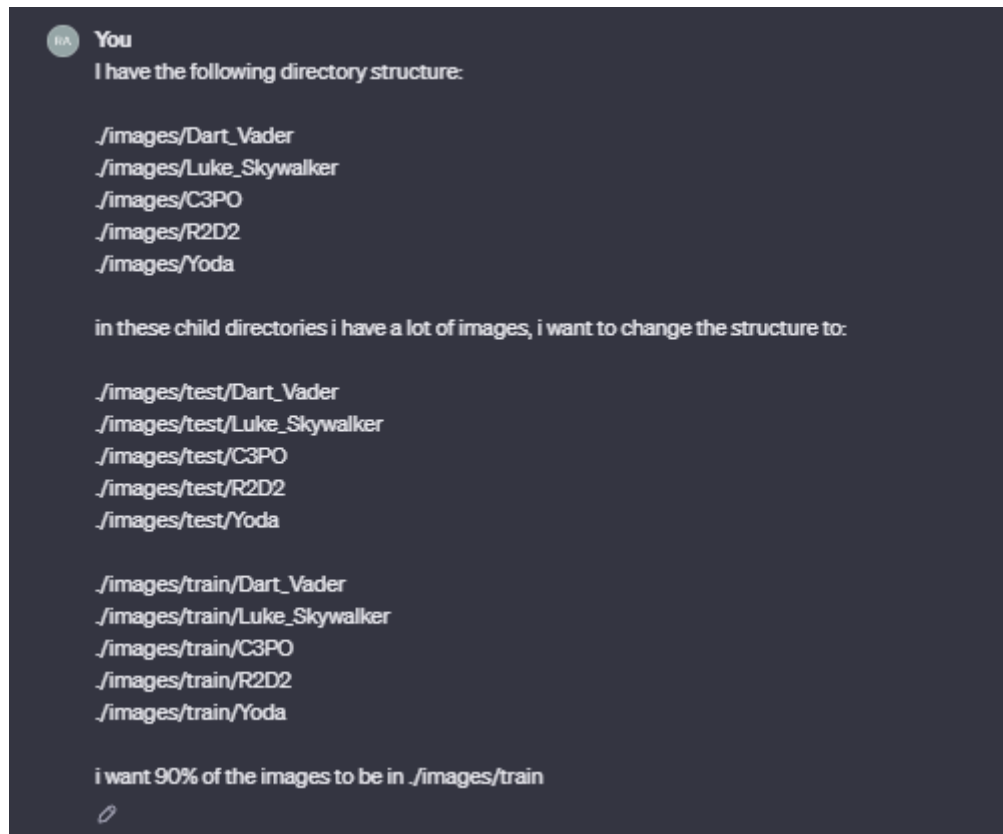 RA
You
I have the following directory structure:
./images/Dart_Vader
./images/Luke_Skywalker
./images/C3PO
./images/R2D2
./images/Yoda
in these child directories i have a lot of images, i want to change the structure to:
./images/test/Dart_Vader
./images/test/Luke_Skywalker
./images/test/C3PO
./images/test/R2D2
./images/test/Yoda
./images/train/Dart_Vader
./images/train/Luke_Skywalker
./images/train/C3PO
./images/train/R2D2
./images/train/Yoda
i want 90% of the images to be in ./images/train